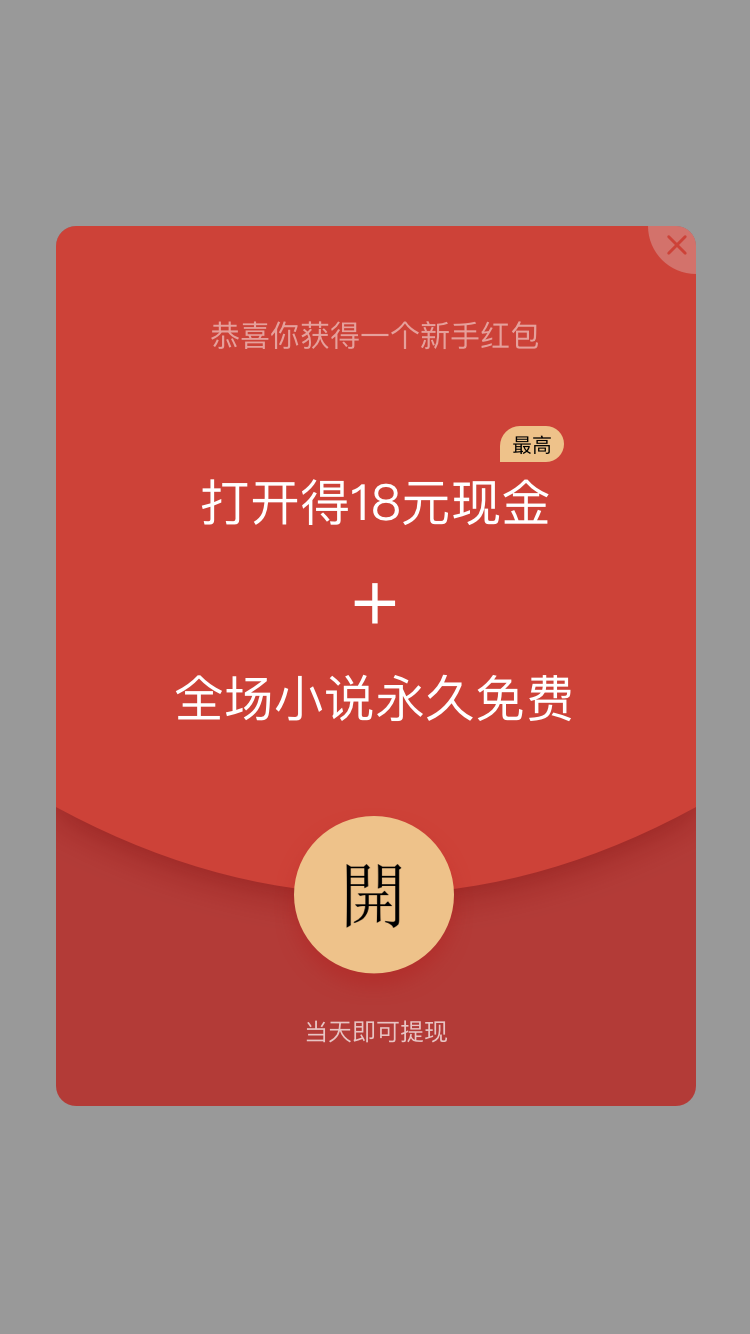 恭喜你获得一个新手红包
最高
打开得18元现金
+
全场小说永久免费
開
当天即可提现